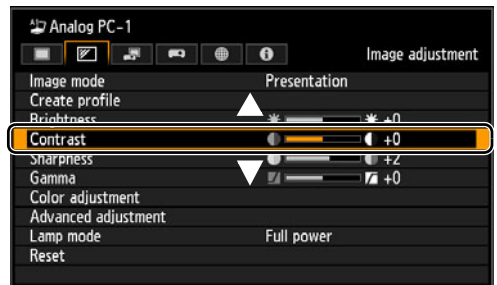 Analog PC-1
Image adjustment
Image mode Presentation
Create profile
Brightness +0
Contrast +0
Sharpness +2
Gamma +0
Color adjustment
Advanced adjustment
Lamp mode Full power
Reset